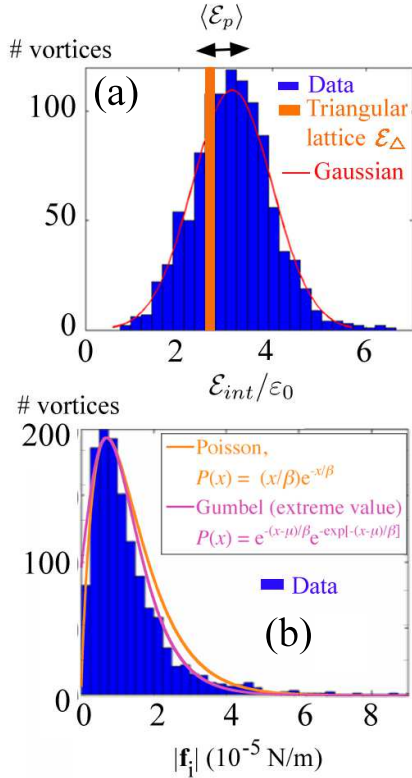 ⟨ℰₚ⟩
# vortices
(a)
Data
Triangular
lattice ℰ△
Gaussian
100
50
0
0 2 4 6
ℰ_int/ε₀
# vortices
200
Poisson,
P(x) = (x/β)e^-x/β
Gumbel (extreme value)
P(x) = e^-(x-μ)/β e^-exp[-(x-μ)/β]
100
Data
(b)
0
0 2 4 6 8
|fᵢ| (10⁻⁵ N/m)